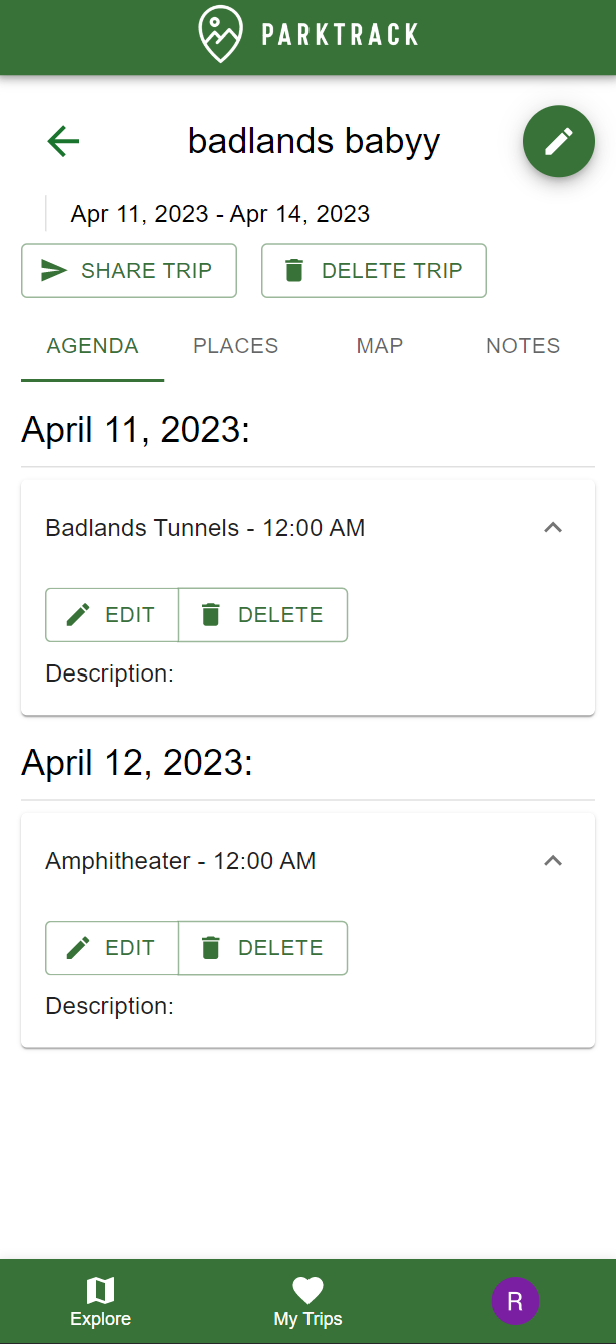 PARKTRACK
badlands babyy
Apr 11, 2023 - Apr 14, 2023
SHARE TRIP DELETE TRIP
AGENDA PLACES MAP NOTES
April 11, 2023:
Badlands Tunnels - 12:00 AM
EDIT DELETE
Description:
April 12, 2023:
Amphitheater - 12:00 AM
EDIT DELETE
Description:
Explore My Trips R